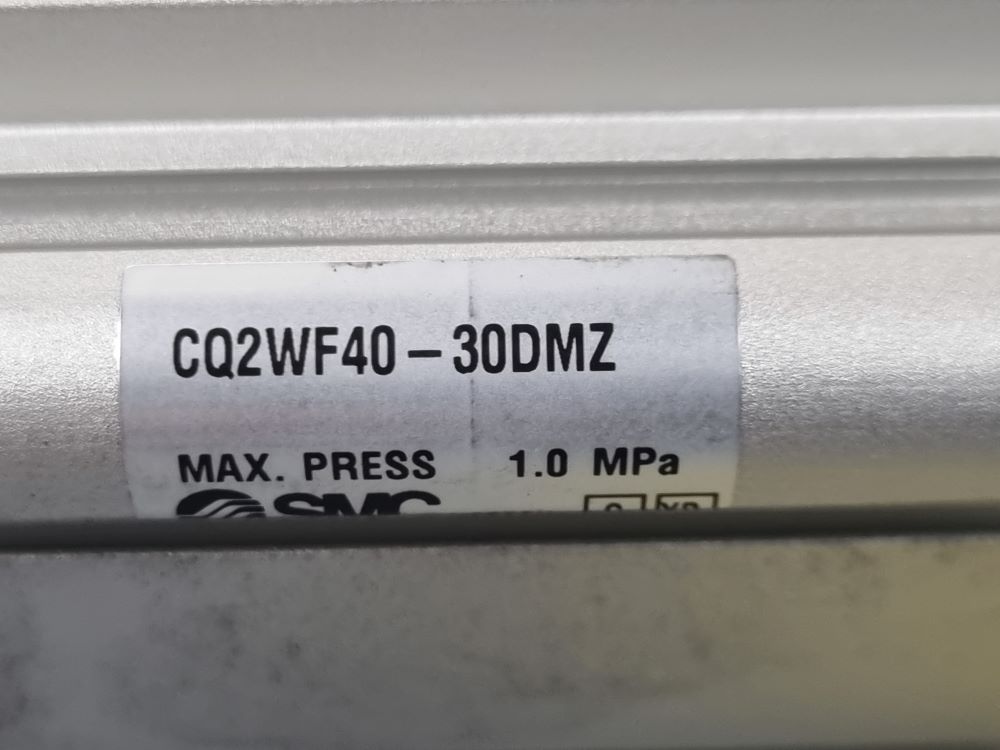 CQ2WF40-30DMZ
MAX. PRESS 1.0 MPa
SMC